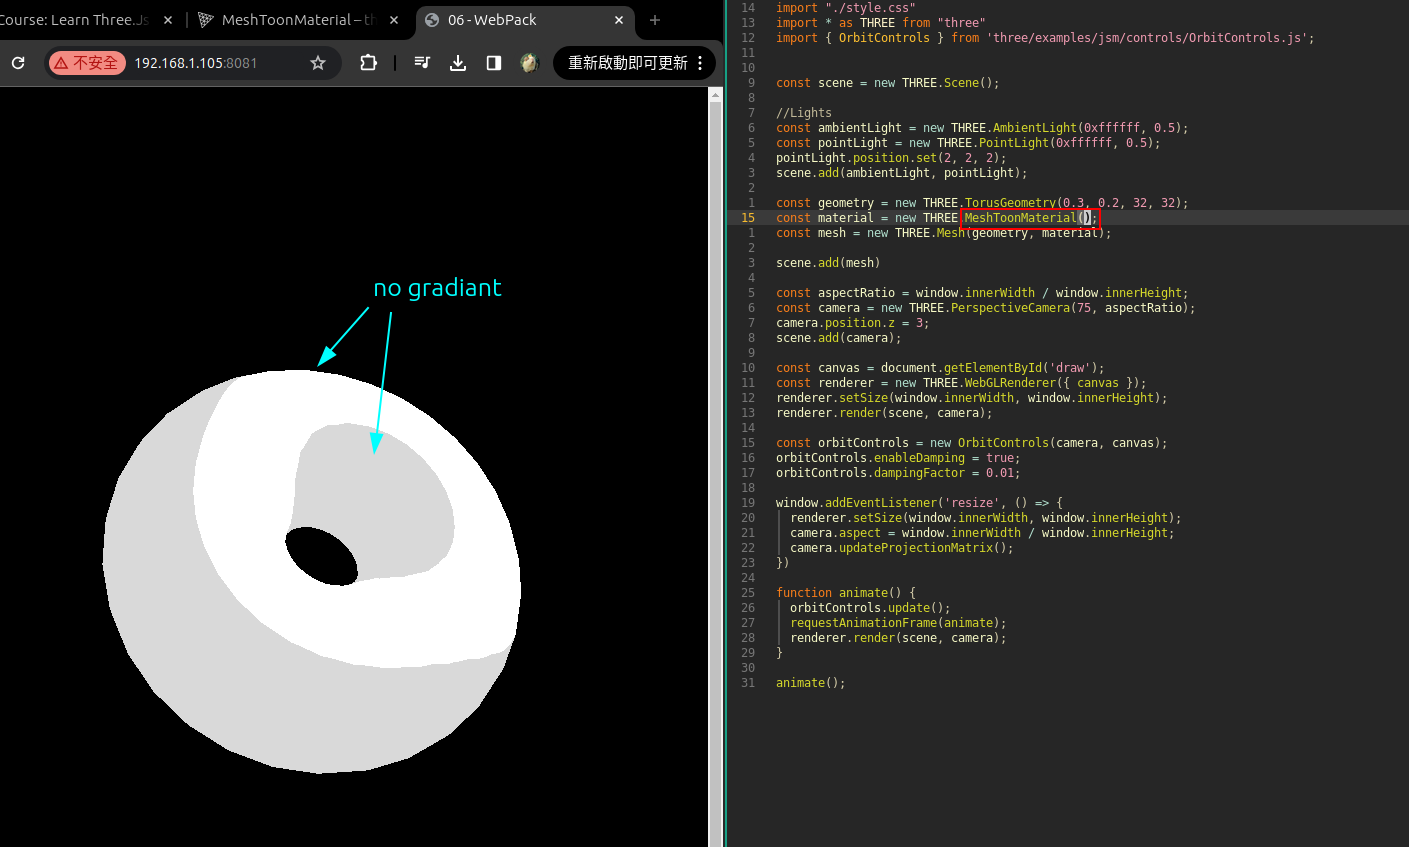 Course: Learn Three.Js
MeshToonMaterial – th
06 - WebPack
不安全
192.168.1.105:8081
重新啟動即可更新
no gradiant
14 import "./style.css"
13 import * as THREE from "three"
12 import { OrbitControls } from 'three/examples/jsm/controls/OrbitControls.js';
11
10
9 const scene = new THREE.Scene();
8
7 //Lights
6 const ambientLight = new THREE.AmbientLight(0xffffff, 0.5);
5 const pointLight = new THREE.PointLight(0xffffff, 0.5);
4 pointLight.position.set(2, 2, 2);
3 scene.add(ambientLight, pointLight);
2
1 const geometry = new THREE.TorusGeometry(0.3, 0.2, 32, 32);
15 const material = new THREE.MeshToonMaterial();
1 const mesh = new THREE.Mesh(geometry, material);
2
3 scene.add(mesh)
4
5 const aspectRatio = window.innerWidth / window.innerHeight;
6 const camera = new THREE.PerspectiveCamera(75, aspectRatio);
7 camera.position.z = 3;
8 scene.add(camera);
9
10 const canvas = document.getElementById('draw');
11 const renderer = new THREE.WebGLRenderer({ canvas });
12 renderer.setSize(window.innerWidth, window.innerHeight);
13 renderer.render(scene, camera);
14
15 const orbitControls = new OrbitControls(camera, canvas);
16 orbitControls.enableDamping = true;
17 orbitControls.dampingFactor = 0.01;
18
19 window.addEventListener('resize', () => {
20 renderer.setSize(window.innerWidth, window.innerHeight);
21 camera.aspect = window.innerWidth / window.innerHeight;
22 camera.updateProjectionMatrix();
23 })
24
25 function animate() {
26 orbitControls.update();
27 requestAnimationFrame(animate);
28 renderer.render(scene, camera);
29 }
30
31 animate();